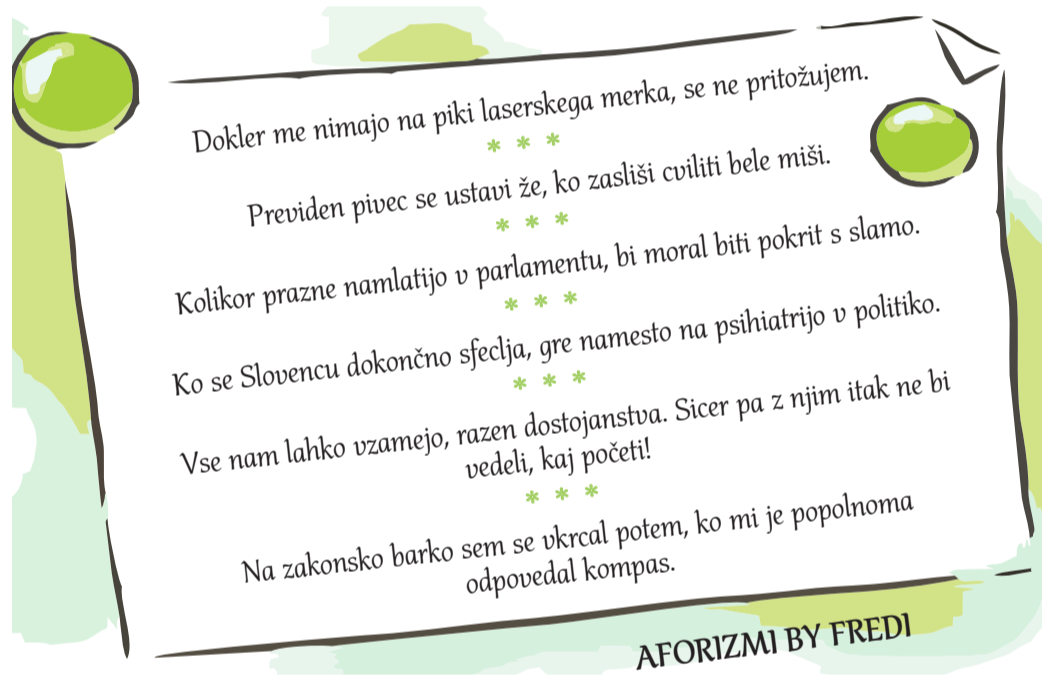 Dokler me nimajo na piki laserskega merka, se ne pritožujem.
* * *
Previden pivec se ustavi že, ko zasliši cviliti bele miši.
* * *
Kolikor prazne namlatijo v parlamentu, bi moral biti pokrit s slamo.
* * *
Ko se Slovencu dokončno sfeclja, gre namesto na psihiatrijo v politiko.
* * *
Vse nam lahko vzamejo, razen dostojanstva. Sicer pa z njim itak ne bi
vedeli, kaj početi!
* * *
Na zakonsko barko sem se vkrcal potem, ko mi je popolnoma
odpovedal kompas.
AFORIZMI BY FREDI